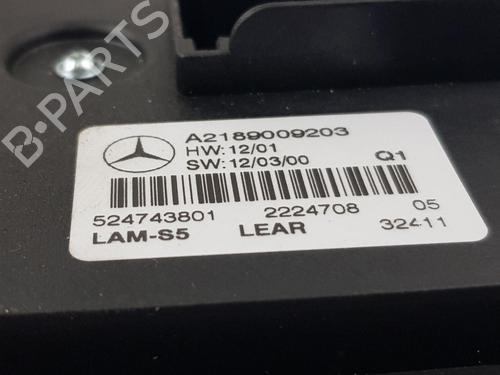 A2189009203
HW:12/01
SW:12/03/00 Q1
524743801 2224708 05
LAM-S5 LEAR 32411
B-PARTS